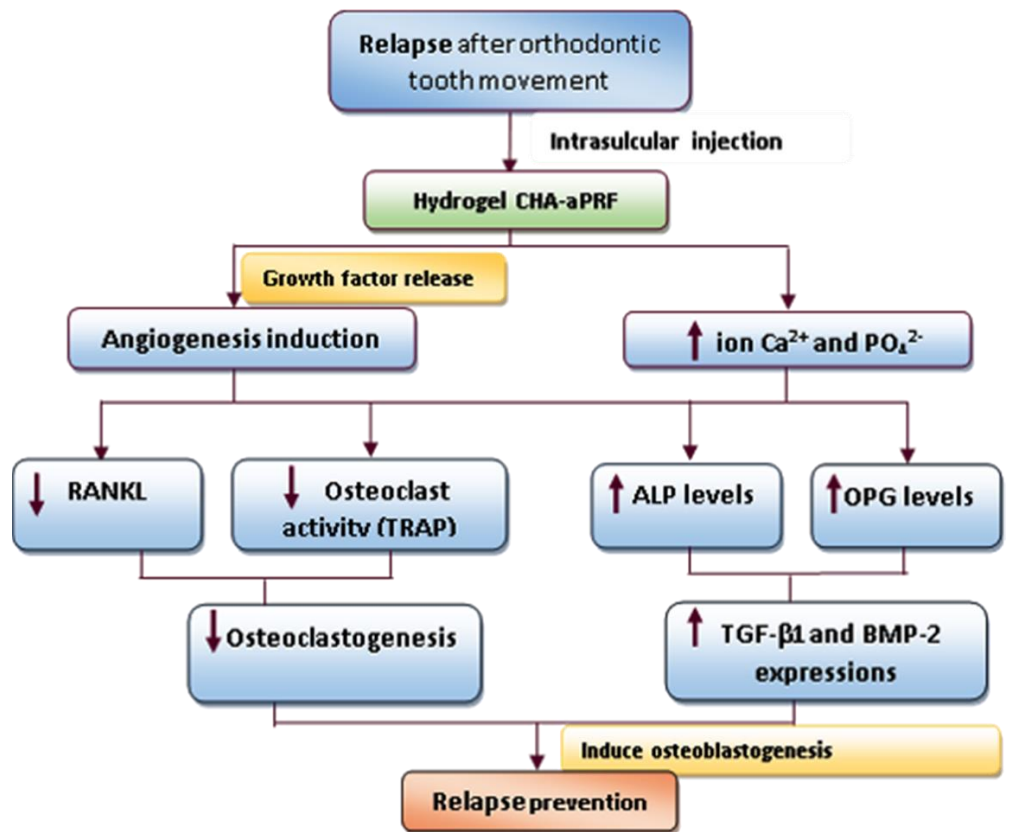 Relapse after orthodontic
tooth movement
Intrasulcular injection
Hydrogel CHA-aPRF
Growth factor release
Angiogenesis induction
↑ ion Ca²⁺ and PO₄²⁻
↓ RANKL
↓ Osteoclast
activity (TRAP)
↑ ALP levels
↑ OPG levels
↓ Osteoclastogenesis
↑ TGF-β1 and BMP-2
expressions
Induce osteoblastogenesis
Relapse prevention